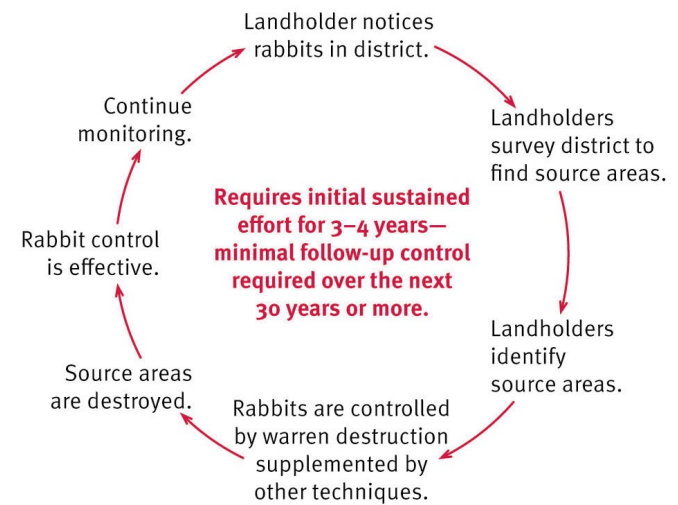 Landholder notices
rabbits in district.
Landholders
survey district to
find source areas.
Landholders
identify
source areas.
Rabbits are controlled
by warren destruction
supplemented by
other techniques.
Source areas
are destroyed.
Rabbit control
is effective.
Continue
monitoring.
Requires initial sustained
effort for 3–4 years—
minimal follow-up control
required over the next
30 years or more.